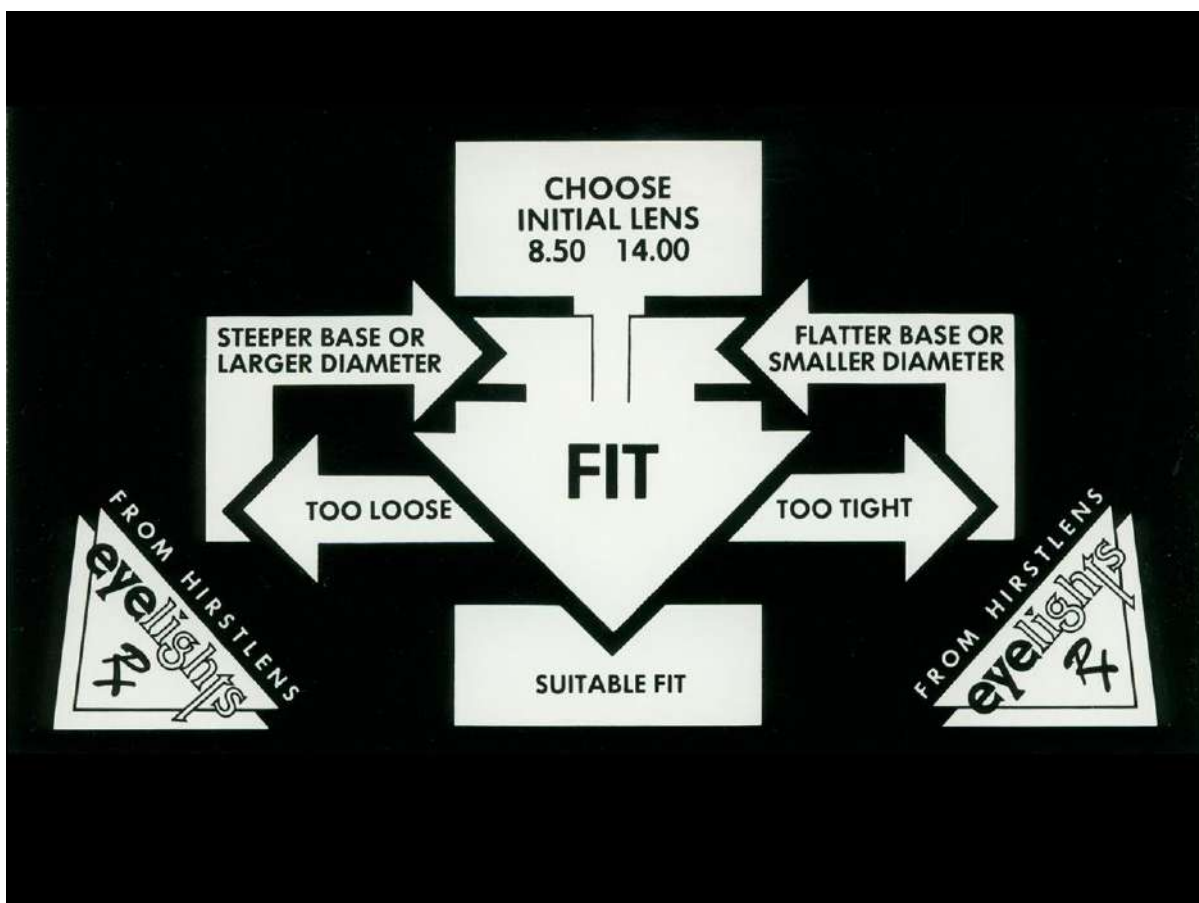 CHOOSE
INITIAL LENS
8.50 14.00
STEEPER BASE OR
LARGER DIAMETER
FLATTER BASE OR
SMALLER DIAMETER
FIT
TOO LOOSE
TOO TIGHT
SUITABLE FIT
FROM HIRSTLENS
eyelights
Rx
FROM HIRSTLENS
eyelights
Rx